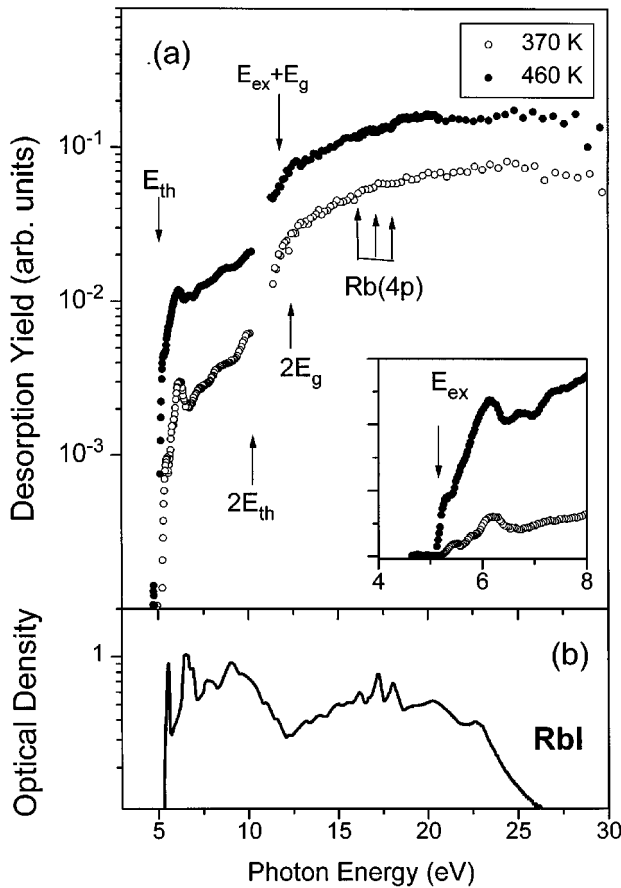 (a)
370 K
460 K
E_ex+E_g
10^-1
E_th
Rb(4p)
10^-2
2E_g
E_ex
10^-3
2E_th
4 6 8
Desorption Yield (arb. units)
1
(b)
RbI
Optical Density
5 10 15 20 25 30
Photon Energy (eV)